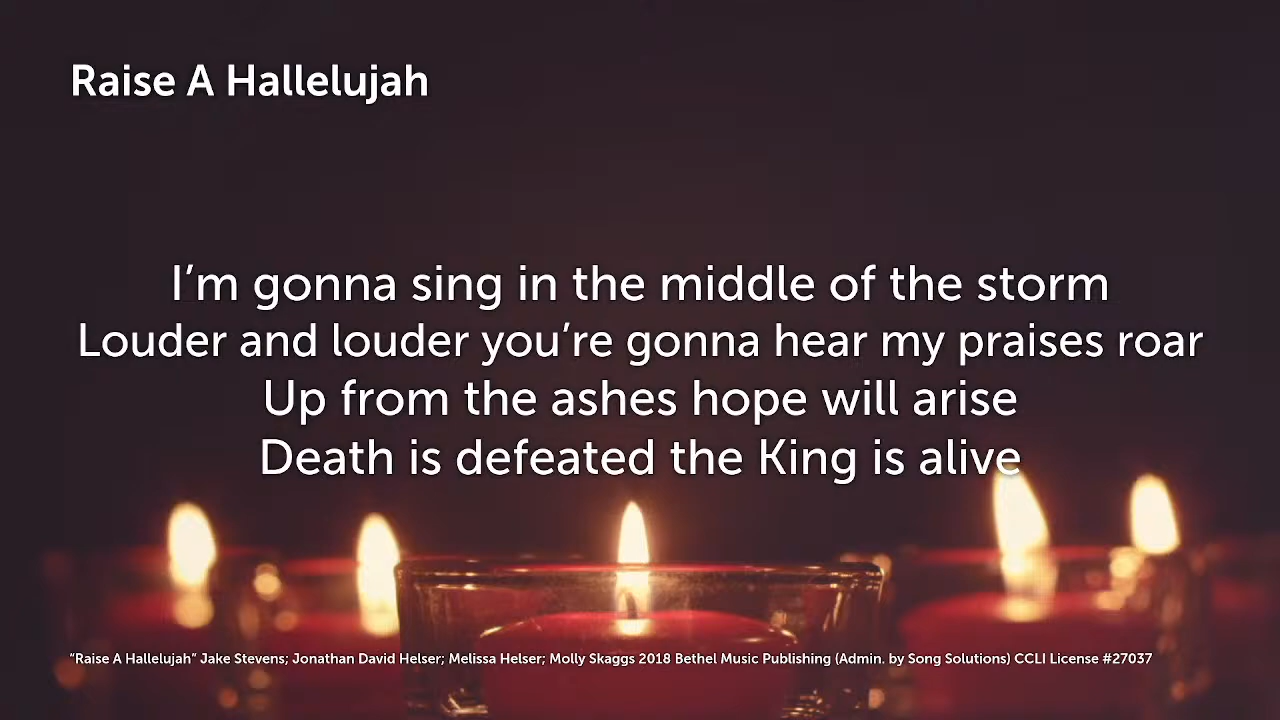 Raise A Hallelujah
I’m gonna sing in the middle of the storm
Louder and louder you’re gonna hear my praises roar
Up from the ashes hope will arise
Death is defeated the King is alive
“Raise A Hallelujah” Jake Stevens; Jonathan David Helser; Melissa Helser; Molly Skaggs 2018 Bethel Music Publishing (Admin. by Song Solutions) CCLI License #27037